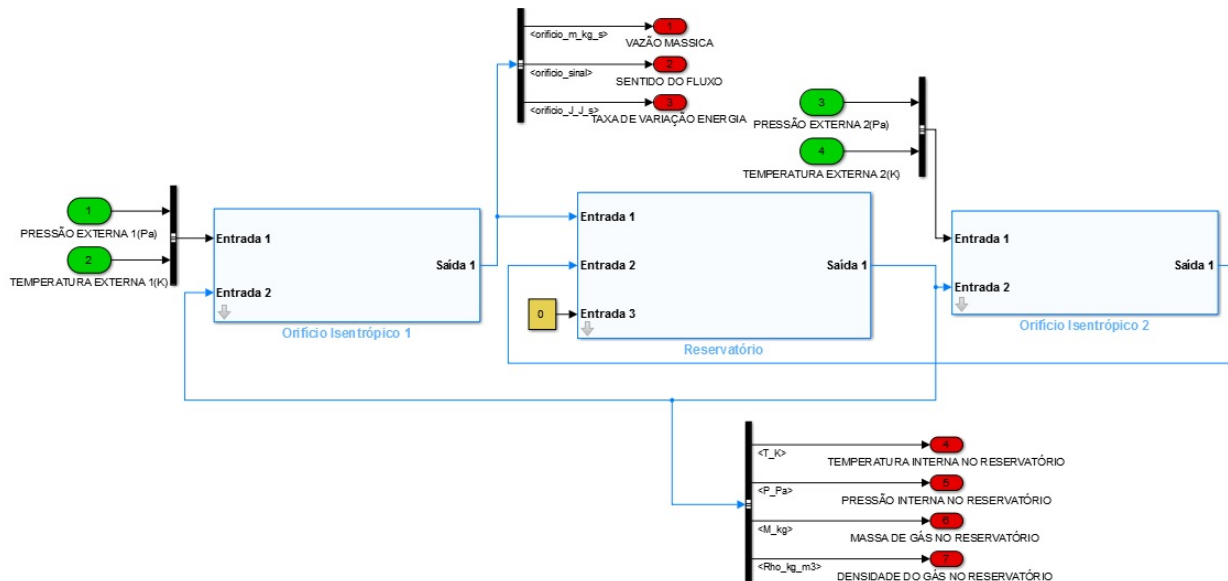 <orificio_m_kg_s>
1
VAZÃO MASSICA
<orificio_sinal>
2
SENTIDO DO FLUXO
<orificio_J_J_s>
3
TAXA DE VARIAÇÃO ENERGIA
3
PRESSÃO EXTERNA 2(Pa)
4
TEMPERATURA EXTERNA 2(K)
1
PRESSÃO EXTERNA 1(Pa)
2
TEMPERATURA EXTERNA 1(K)
Entrada 1
Entrada 2
Saída 1
Orifício Isentrópico 1
Entrada 1
Entrada 2
Entrada 3
Saída 1
0
Reservatório
Entrada 1
Entrada 2
Saída 1
Orifício Isentrópico 2
<T_K>
4
TEMPERATURA INTERNA NO RESERVATÓRIO
<P_Pa>
5
PRESSÃO INTERNA NO RESERVATÓRIO
<M_kg>
6
MASSA DE GÁS NO RESERVATÓRIO
<Rho_kg_m3>
7
DENSIDADE DO GÁS NO RESERVATÓRIO